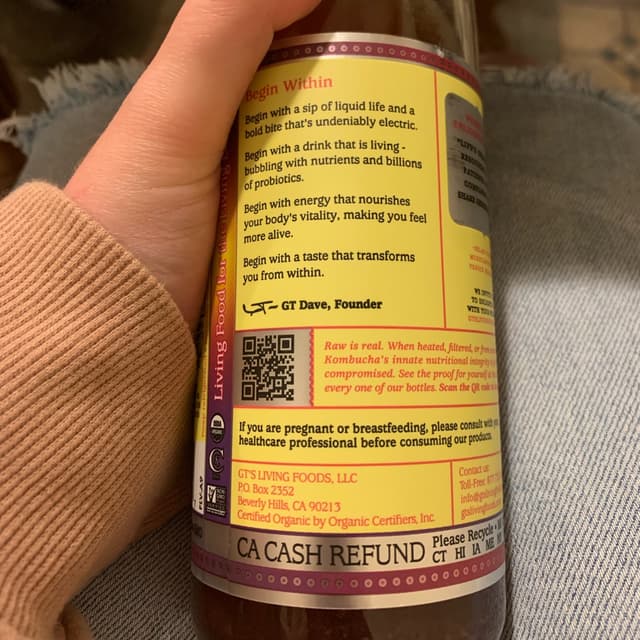 Begin Within
Begin with a sip of liquid life and a
bold bite that's undeniably electric.
Begin with a drink that is living -
bubbling with nutrients and billions
of probiotics.
Begin with energy that nourishes
your body's vitality, making you feel
more alive.
Begin with a taste that transforms
you from within.
GT Dave, Founder
Raw is real. When heated, filtered, or
Kombucha's innate nutritional integrity
compromised. See the proof for yourself
every one of our bottles. Scan the QR
If you are pregnant or breastfeeding, please consult with
healthcare professional before consuming our products.
GT'S LIVING FOODS, LLC
P.O. Box 2352
Beverly Hills, CA 90213
Certified Organic by Organic Certifiers, Inc
Contact us:
Toll-Free:
CA CASH REFUND
Please Recycle •
CT HI IA ME
Living Food for the